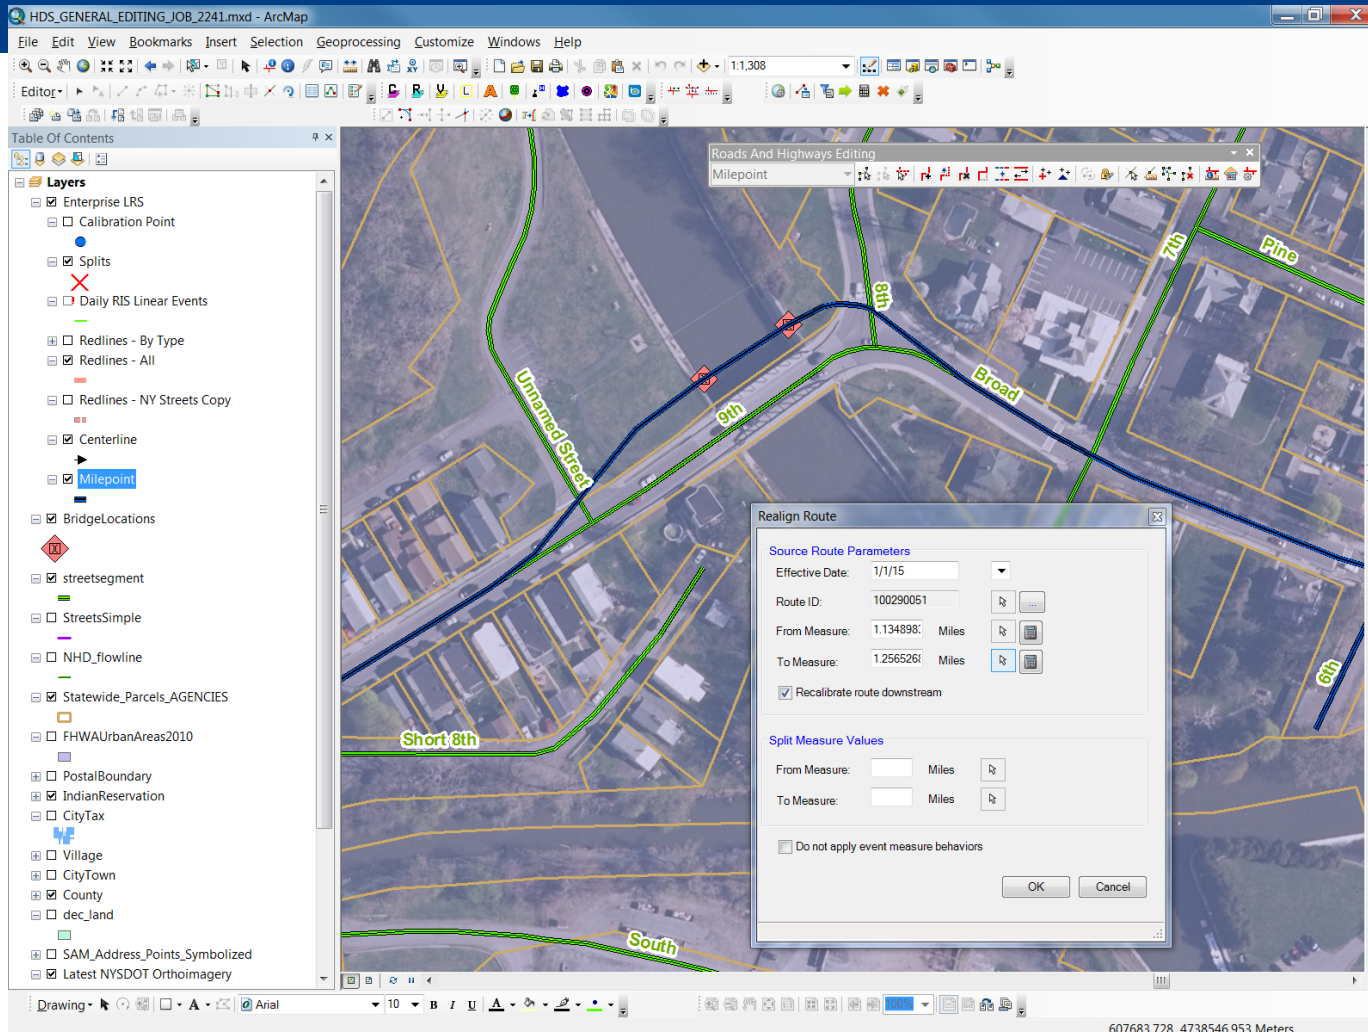 HDS_GENERAL_EDITING_JOB_2241.mxd - ArcMap
File Edit View Bookmarks Insert Selection Geoprocessing Customize Windows Help
1:1,308
Editor
Table Of Contents
Layers
Enterprise LRS
Calibration Point
Splits
Daily RIS Linear Events
Redlines - By Type
Redlines - All
Redlines - NY Streets Copy
Centerline
Milepoint
BridgeLocations
streetsegment
StreetsSimple
NHD_flowline
Statewide_Parcels_AGENCIES
FHWAUrbanAreas2010
PostalBoundary
IndianReservation
CityTax
Village
CityTown
County
dec_land
SAM_Address_Points_Symbolized
Latest NYSDOT Orthoimagery
Roads And Highways Editing
Milepoint
7th
Pine
8th
Broad
9th
Unnamed Street
Short 8th
South
6th
Realign Route
Source Route Parameters
Effective Date: 1/1/15
Route ID: 100290051
...
From Measure: 1.134898 Miles
To Measure: 1.256526 Miles
Recalibrate route downstream
Split Measure Values
From Measure: Miles
To Measure: Miles
Do not apply event measure behaviors
OK Cancel
Drawing A Arial 10 B I U A 100%
607683.728 4738546.953 Meters